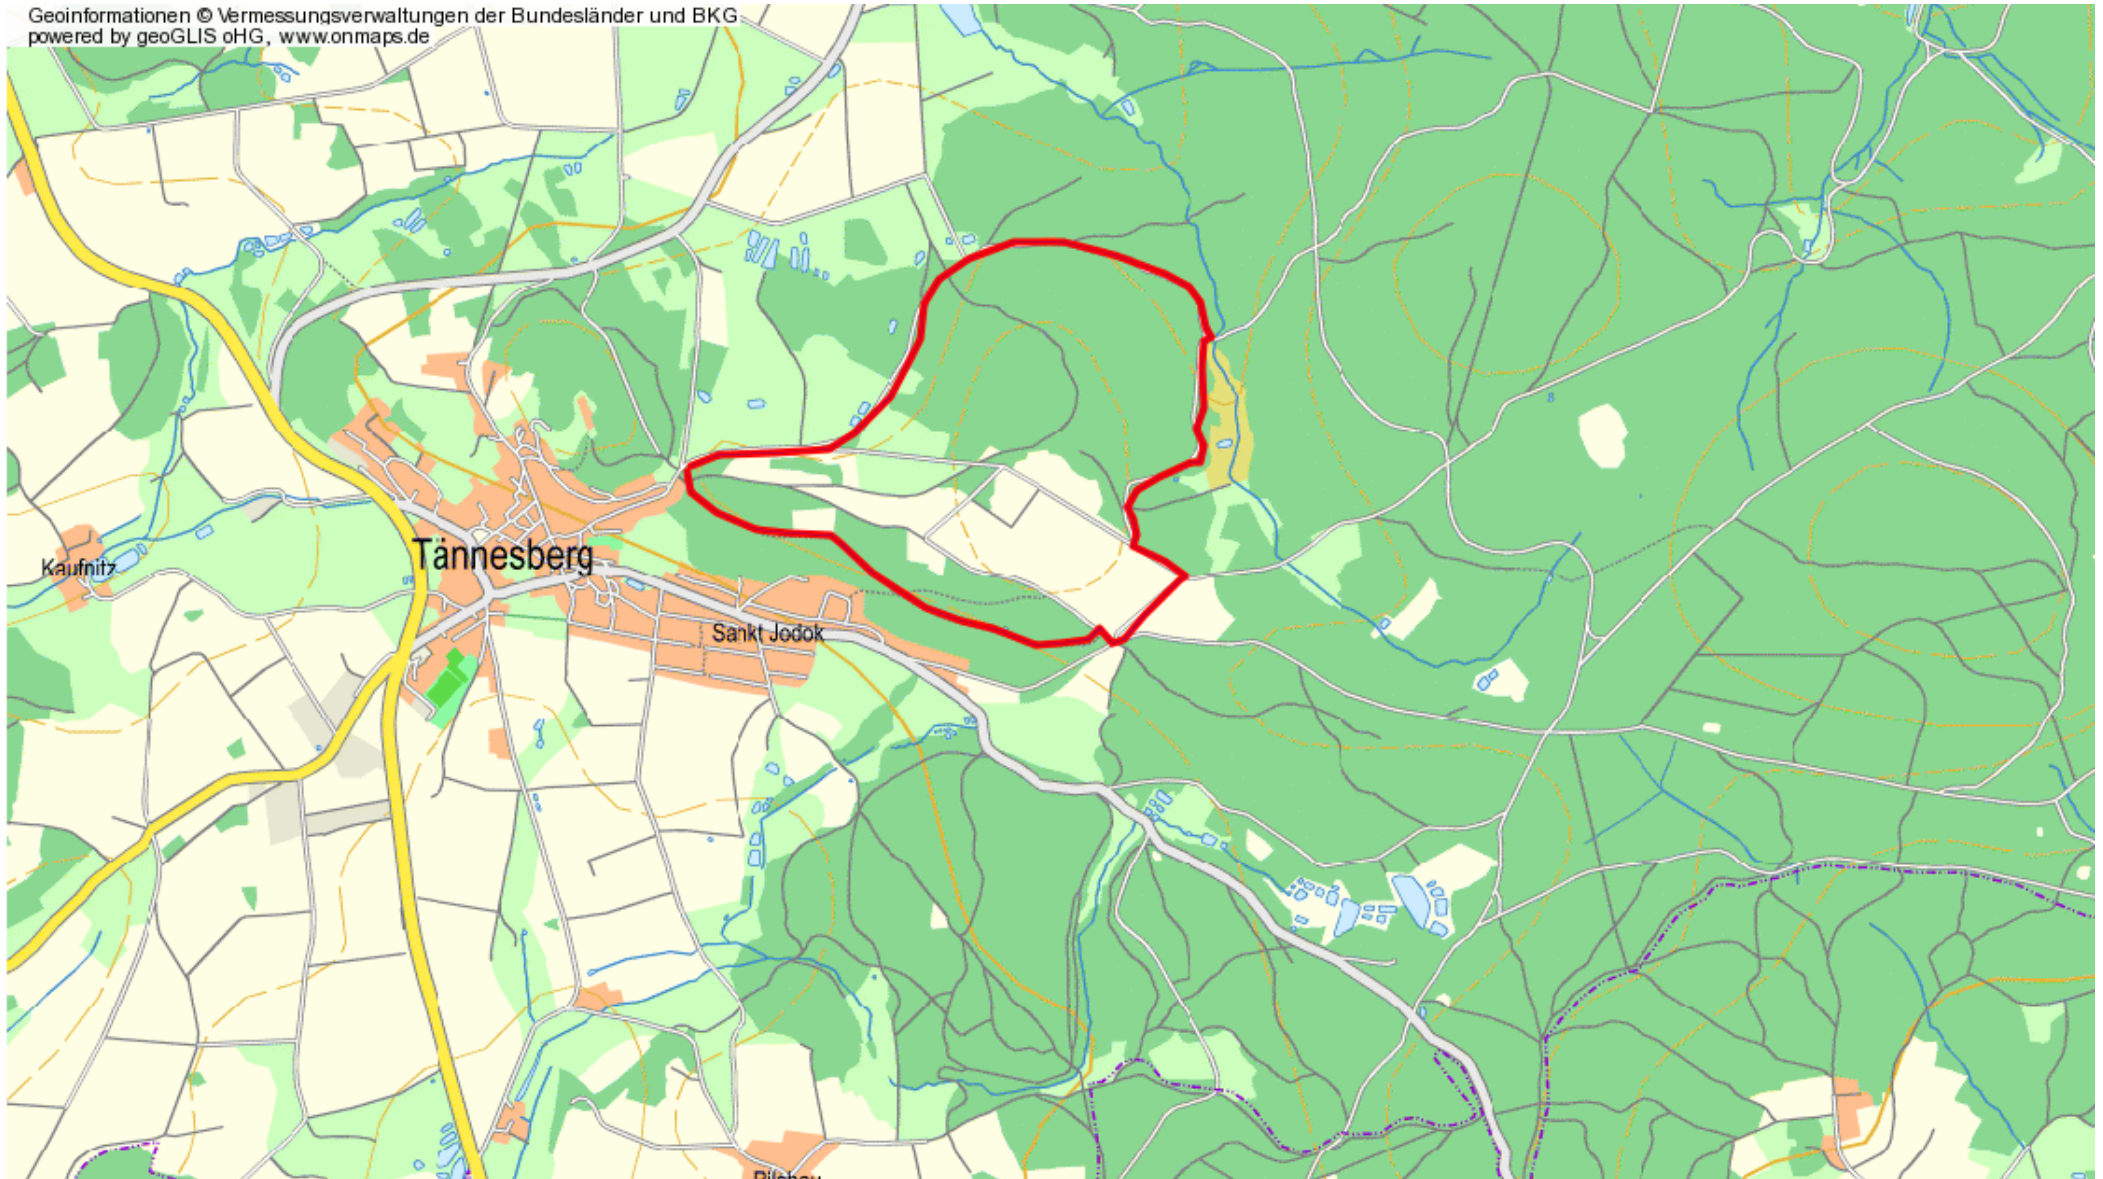 Geoinformationen © Vermessungsverwaltungen der Bundesländer und BKG
powered by geoGLIS oHG, www.onmaps.de
Tännesberg
Kaufnitz
Sankt Jodok